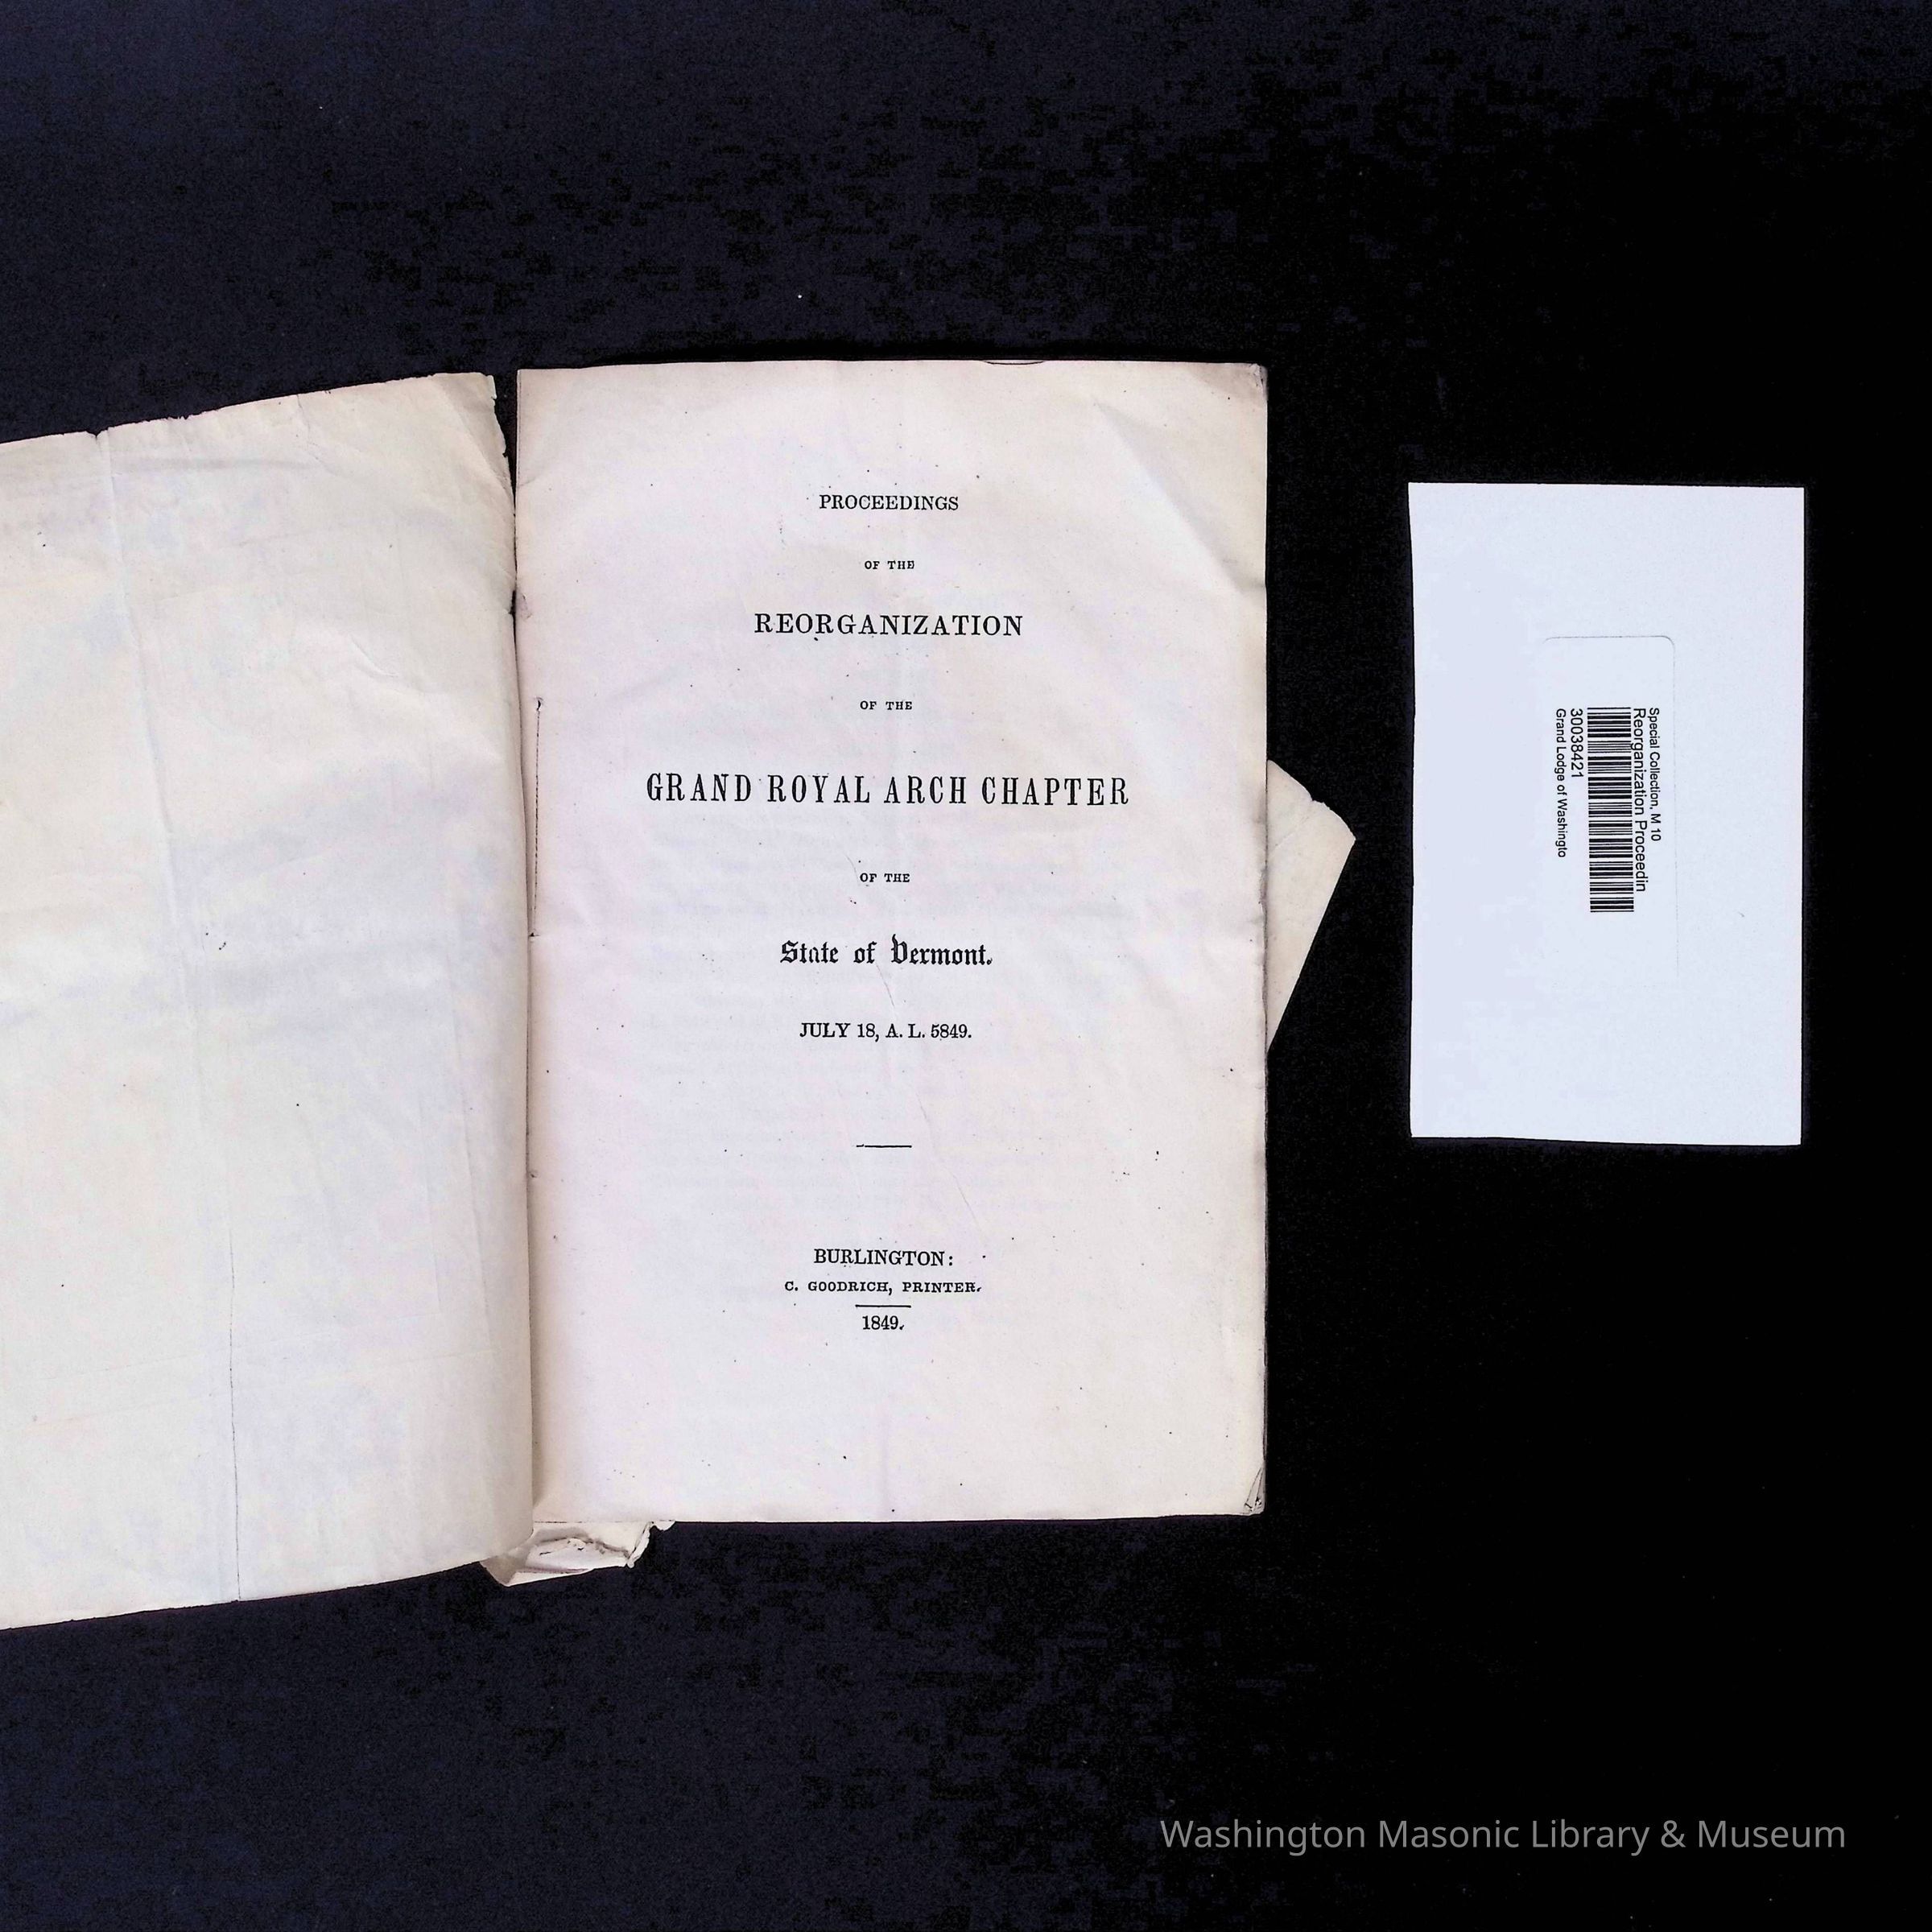 PROCEEDINGS
OF THE
REORGANIZATION
OF THE
GRAND ROYAL ARCH CHAPTER
OF THE
State of Vermont.
JULY 18, A. L. 5849.
BURLINGTON:
C. GOODRICH, PRINTER.
1849.
Special Collection, M 10
Reorganization Proceedin
30038421
Grand Lodge of Washingto
Washington Masonic Library & Museum